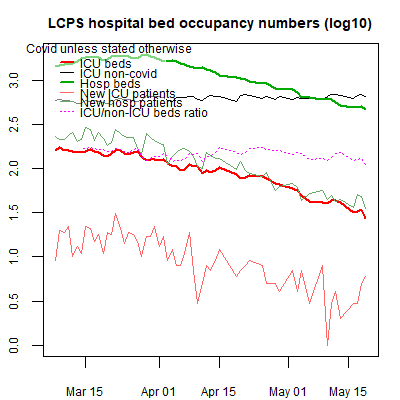 LCPS hospital bed occupancy numbers (log10)
Covid unless stated otherwise
ICU beds
ICU non-covid
Hosp beds
New ICU patients
New hosp patients
ICU/non-ICU beds ratio
3.0
2.5
2.0
1.5
1.0
0.5
0.0
Mar 15
Apr 01
Apr 15
May 01
May 15